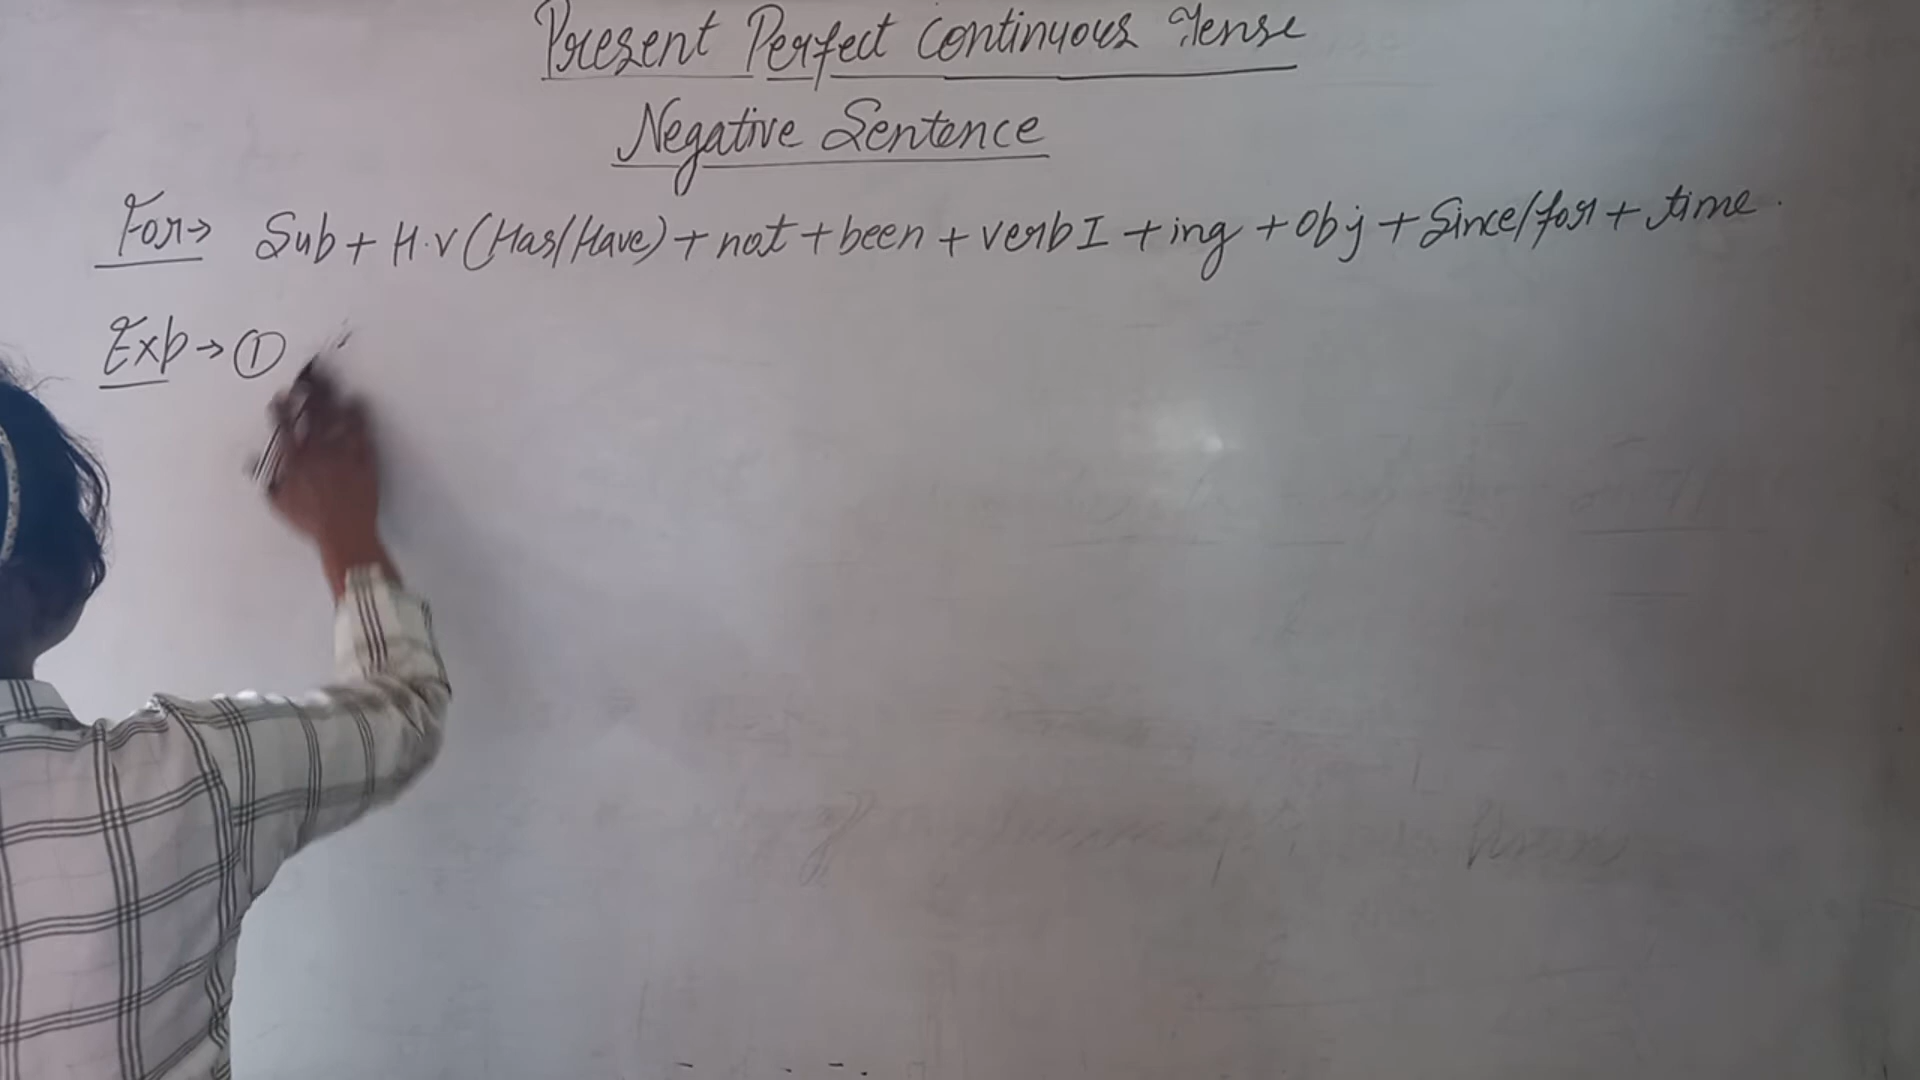 Present Perfect Continuous Tense
Negative Sentence
For→ Sub + H.V (Has/Have) + not + been + verb I + ing + obj + Since/for + time.
Exp → ①